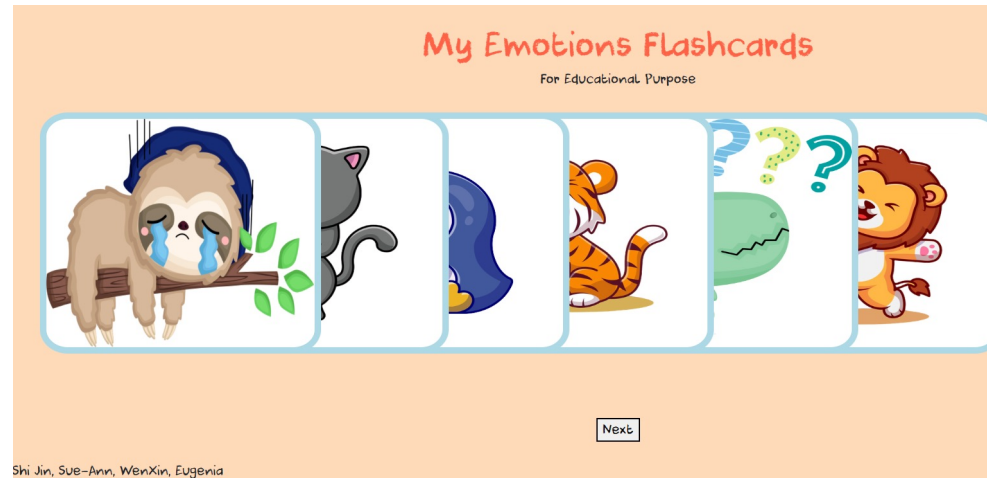 My Emotions Flashcards
For Educational Purpose
? ? ?
Next
Shi Jin, Sue-Ann, WenXin, Eugenia